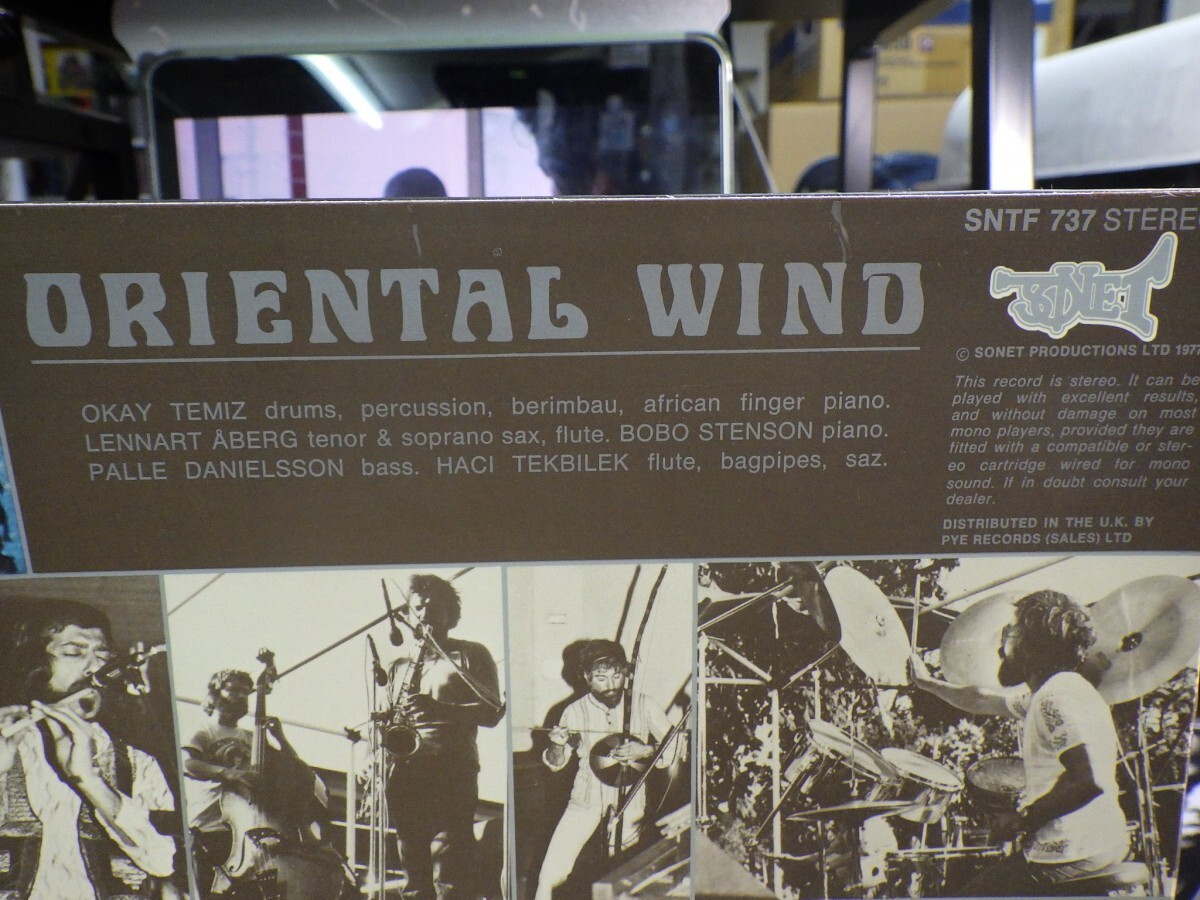 SNTF 737 STEREO
ORIENTAL WIND
SONET
© SONET PRODUCTIONS LTD 1977
OKAY TEMIZ drums, percussion, berimbau, african finger piano.
LENNART ÅBERG tenor & soprano sax, flute. BOBO STENSON piano.
PALLE DANIELSSON bass. HACI TEKBILEK flute, bagpipes, saz.
This record is stereo. It can be
played with excellent results,
and without damage on most
mono players, provided they are
fitted with a compatible or ster-
eo cartridge wired for mono
sound. If in doubt consult your
dealer.
DISTRIBUTED IN THE U.K. BY
PYE RECORDS (SALES) LTD